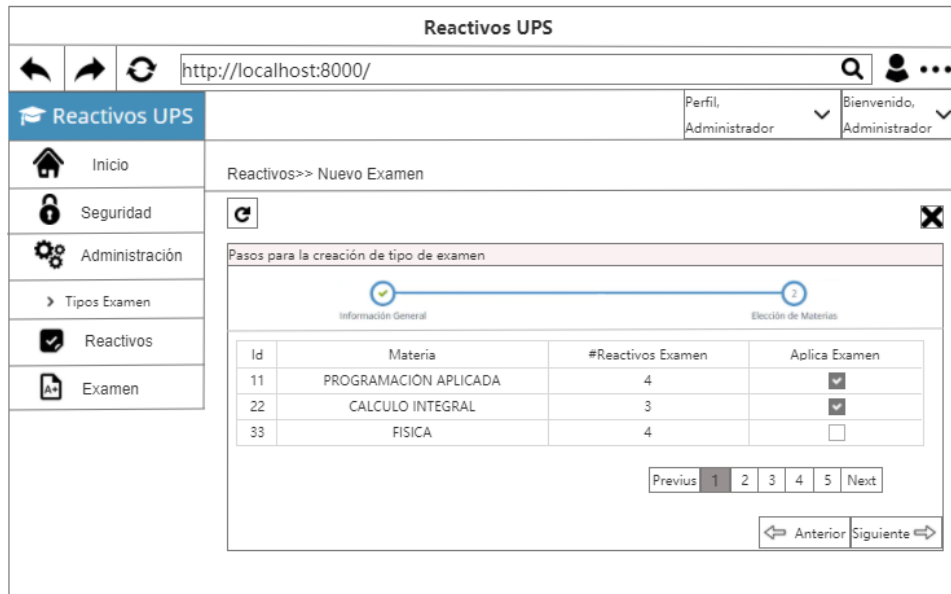 Reactivos UPS
http://localhost:8000/
Reactivos UPS
Perfil,
Administrador
Bienvenido,
Administrador
Inicio
Seguridad
Administración
Tipos Examen
Reactivos
A+
Examen
Reactivos>> Nuevo Examen
Pasos para la creación de tipo de examen
2
Información General
Elección de Materias
Id Materia #Reactivos Examen Aplica Examen
11 PROGRAMACIÓN APLICADA 4
22 CALCULO INTEGRAL 3
33 FISICA 4
Previus 1 2 3 4 5 Next
Anterior Siguiente